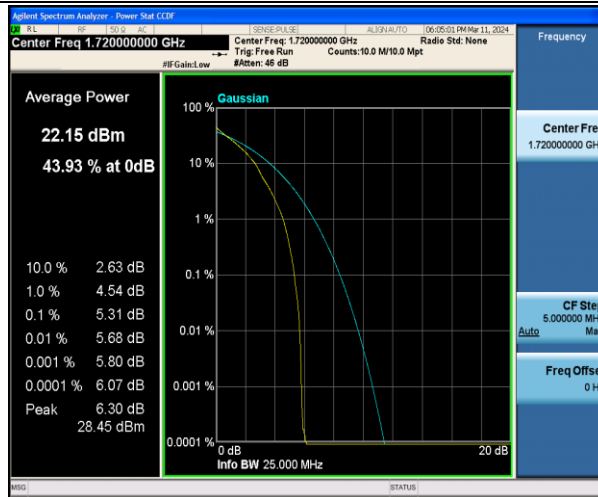 Agilent Spectrum Analyzer - Power Stat CCDF
RL RF 50 Ω AC SENSE:PULSE ALIGN AUTO 06:05:01 PM Mar 11, 2024
Center Freq 1.720000000 GHz
Center Freq: 1.720000000 GHz Radio Std: None
Trig: Free Run Counts:10.0 M/10.0 Mpt
#IFGain:Low #Atten: 46 dB
Frequency
Average Power
22.15 dBm
43.93 % at 0dB
10.0 % 2.63 dB
1.0 % 4.54 dB
0.1 % 5.31 dB
0.01 % 5.68 dB
0.001 % 5.80 dB
0.0001 % 6.07 dB
Peak 6.30 dB
28.45 dBm
Gaussian
100 %
10 %
1 %
0.1 %
0.01 %
0.001 %
0.0001 %
0 dB 20 dB
Info BW 25.000 MHz
Center Fre
1.720000000 GH
CF Ste
5.000000 MH
Auto Ma
Freq Offse
0 H
MSG STATUS